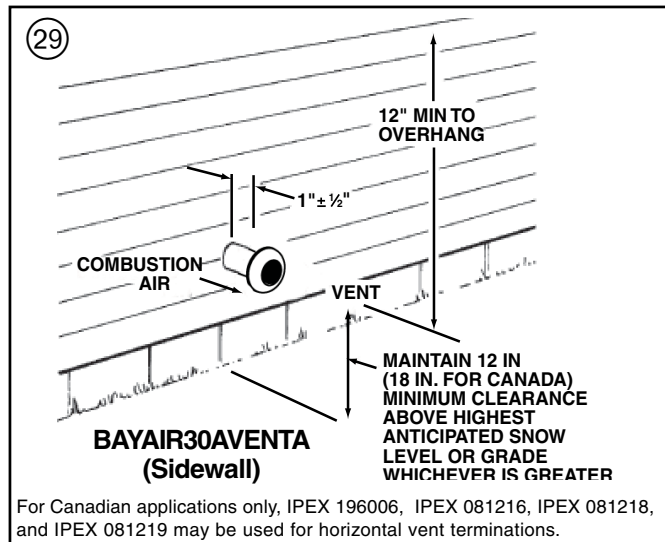 29
12" MIN TO
OVERHANG
1"± ½"
COMBUSTION
AIR
VENT
MAINTAIN 12 IN
(18 IN. FOR CANADA)
MINIMUM CLEARANCE
ABOVE HIGHEST
ANTICIPATED SNOW
LEVEL OR GRADE
WHICHEVER IS GREATER
BAYAIR30AVENTA
(Sidewall)
For Canadian applications only, IPEX 196006, IPEX 081216, IPEX 081218,
and IPEX 081219 may be used for horizontal vent terminations.